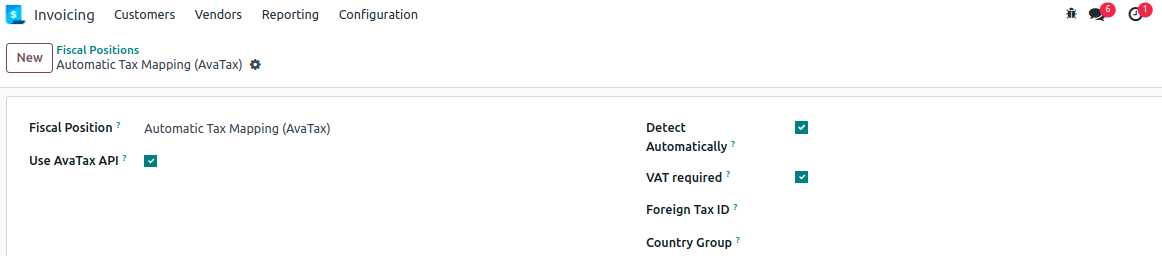 Invoicing Customers Vendors Reporting Configuration 6 1
New
Fiscal Positions
Automatic Tax Mapping (AvaTax)
Fiscal Position ? Automatic Tax Mapping (AvaTax)
Use AvaTax API ?
Detect
Automatically ?
VAT required ?
Foreign Tax ID ?
Country Group ?